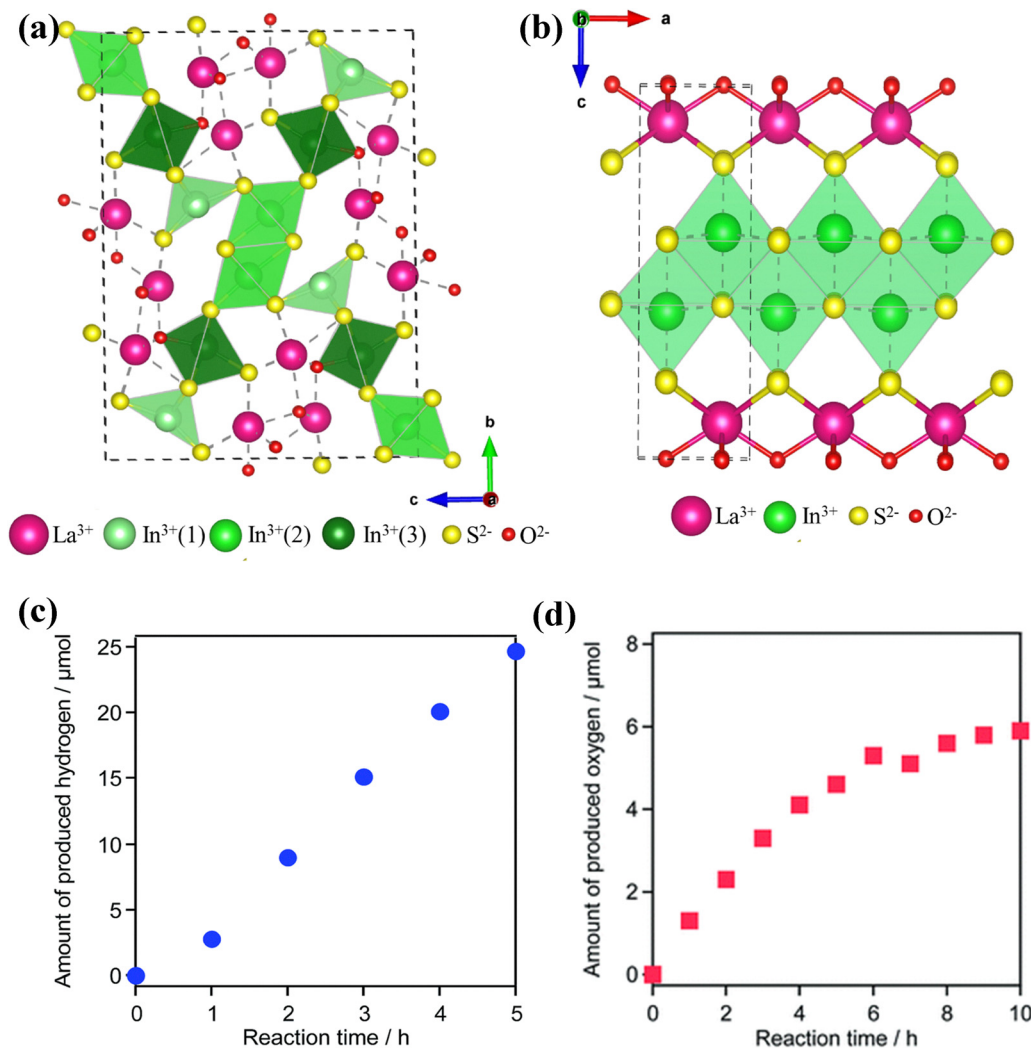 (a)
b
c
a
La³⁺ In³⁺(1) In³⁺(2) In³⁺(3) S²⁻ O²⁻
(b)
b
a
c
La³⁺ In³⁺ S²⁻ O²⁻
(c)
Amount of produced hydrogen / μmol
25
20
15
10
5
0
0 1 2 3 4 5
Reaction time / h
(d)
Amount of produced oxygen / μmol
8
6
4
2
0
0 2 4 6 8 10
Reaction time / h